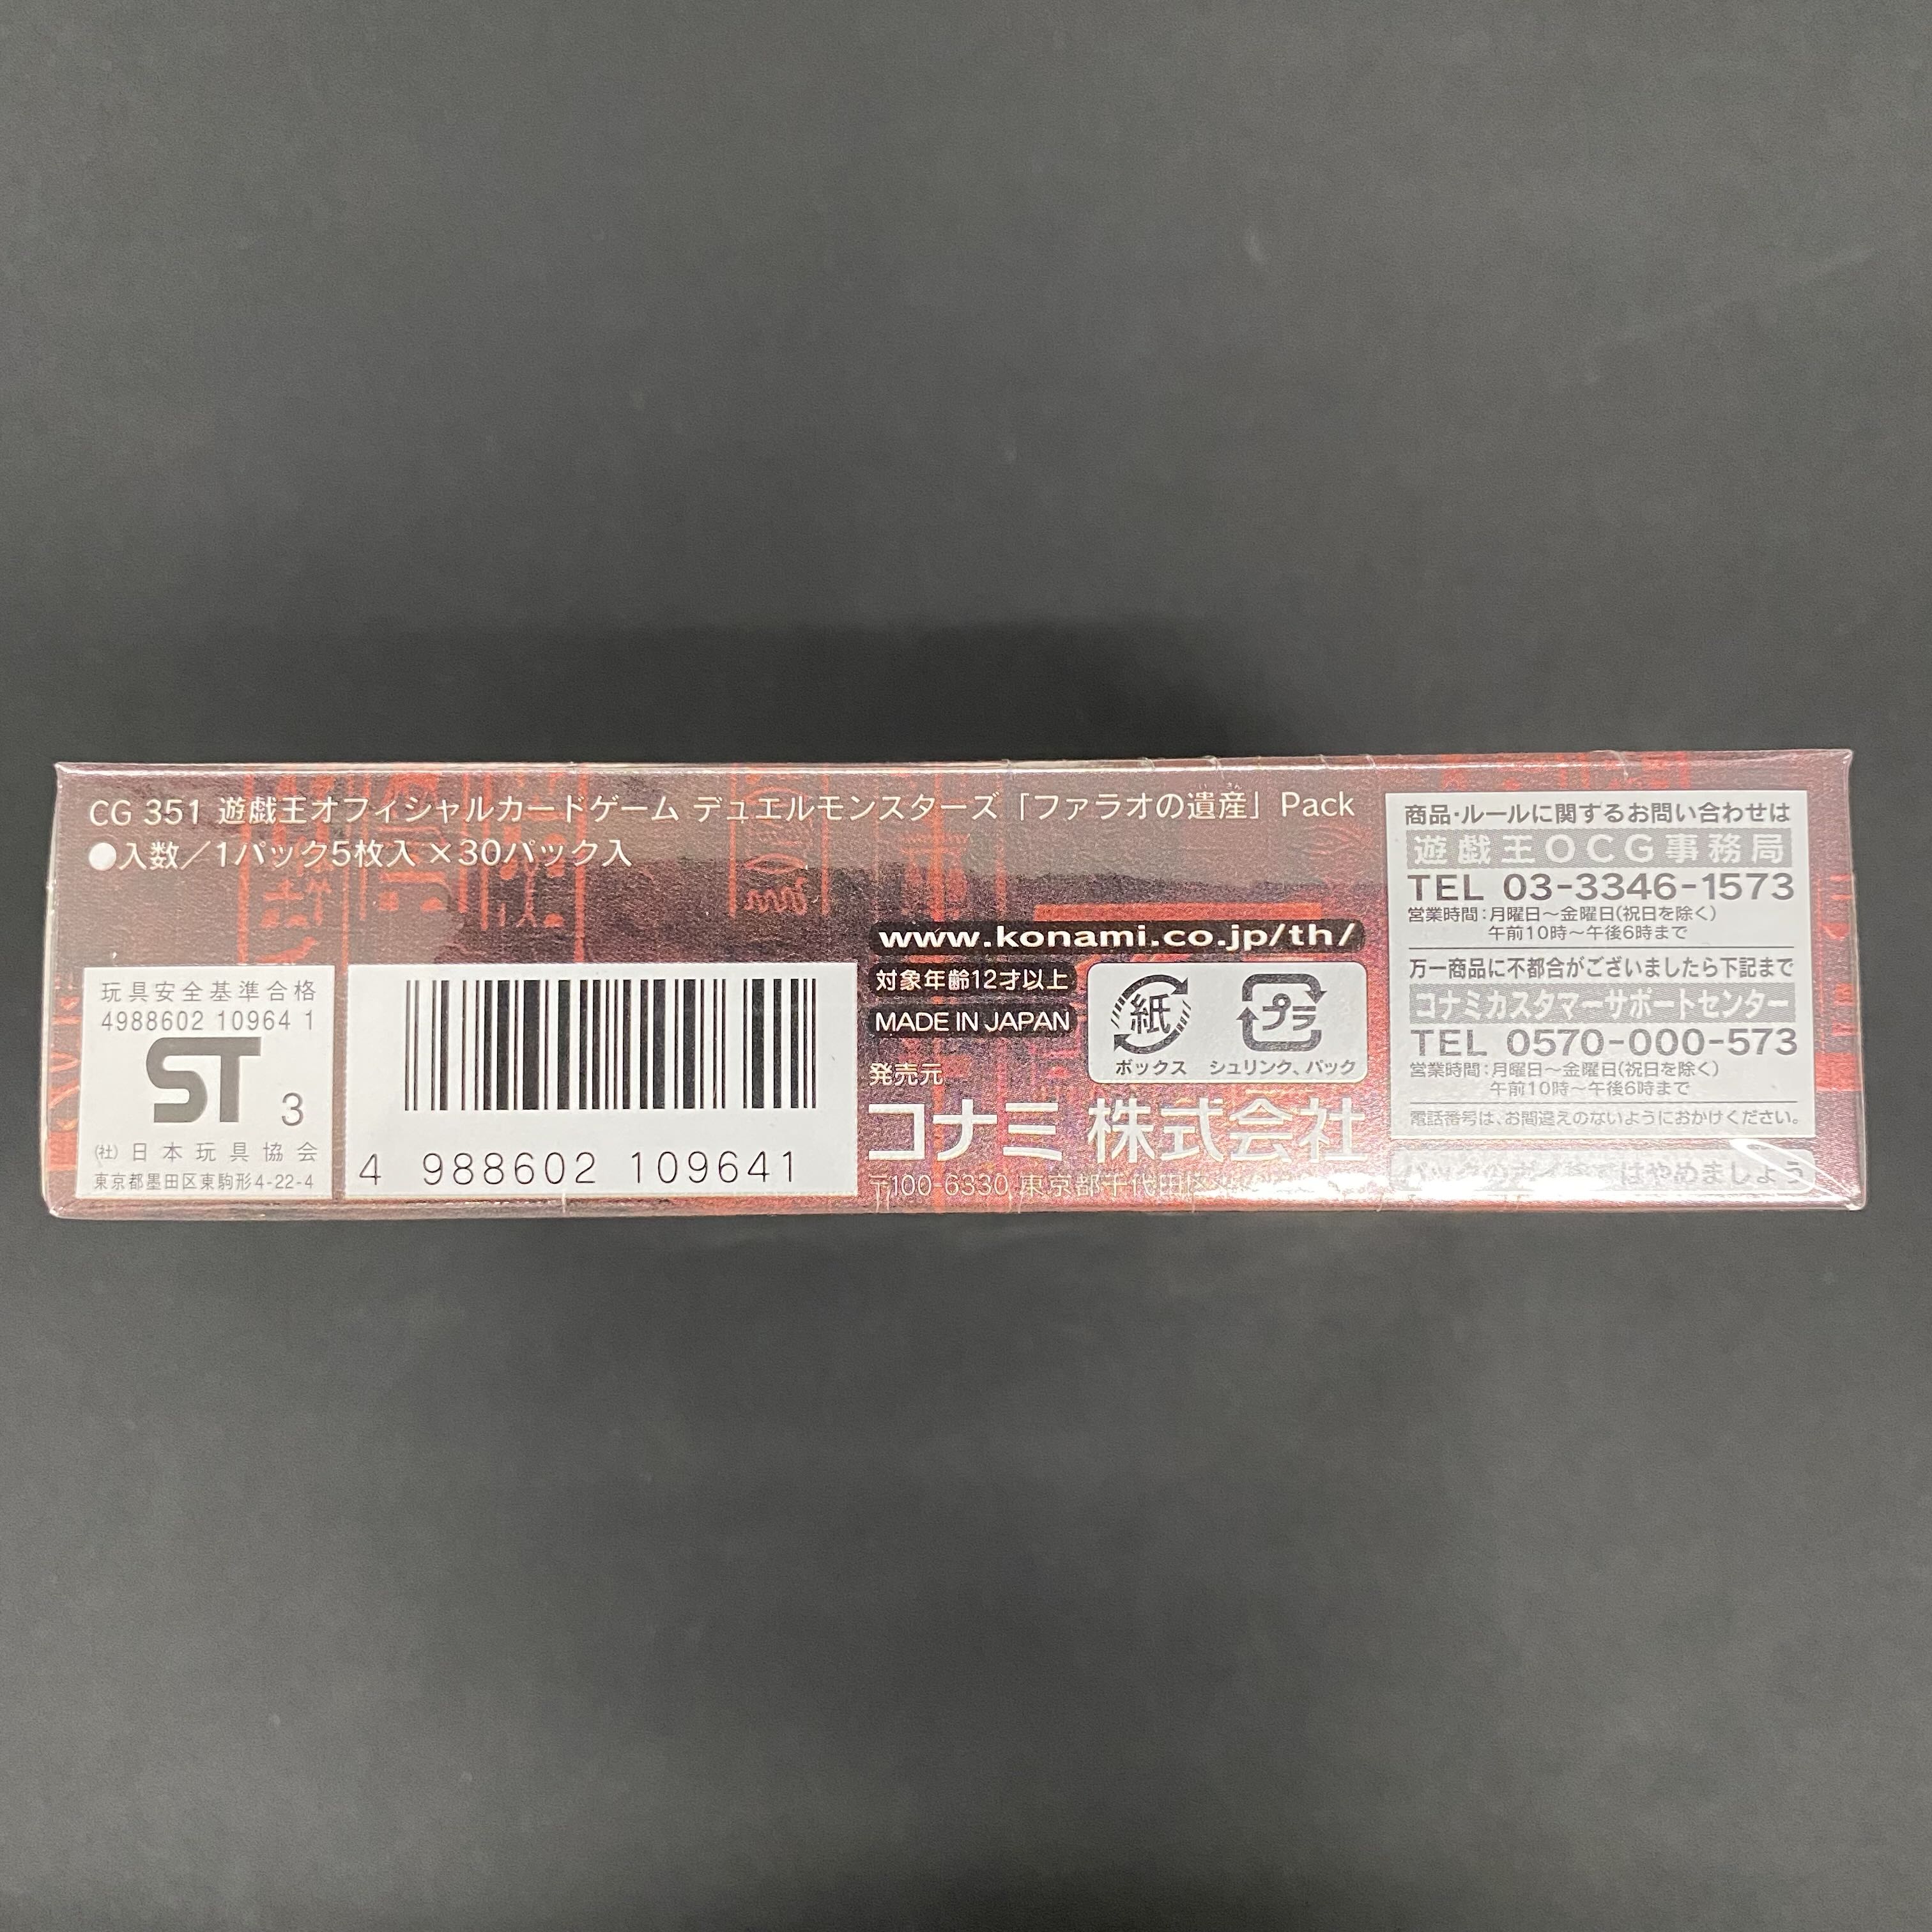 CG 351 遊戯王オフィシャルカードゲーム デュエルモンスターズ「ファラオの遺産」Pack
●入数／1パック5枚入×30パック入
玩具安全基準合格
4988602 10964 1
ST 3
㈳日本玩具協会
東京都墨田区東駒形4-22-4
4 988602 109641
www.konami.co.jp/th/
対象年齢12才以上
MADE IN JAPAN
紙
ボックス
プラ
シュリンク、パック
発売元
コナミ 株式会社
〒100-6330 東京都千代田区
商品・ルールに関するお問い合わせは
遊戯王OCG事務局
TEL 03-3346-1573
営業時間：月曜日〜金曜日(祝日を除く)
午前10時〜午後6時まで
万一商品に不都合がございましたら下記まで
コナミカスタマーサポートセンター
TEL 0570-000-573
営業時間：月曜日〜金曜日(祝日を除く)
午前10時〜午後6時まで
電話番号は、お間違えのないようにおかけください。
はやめましょう